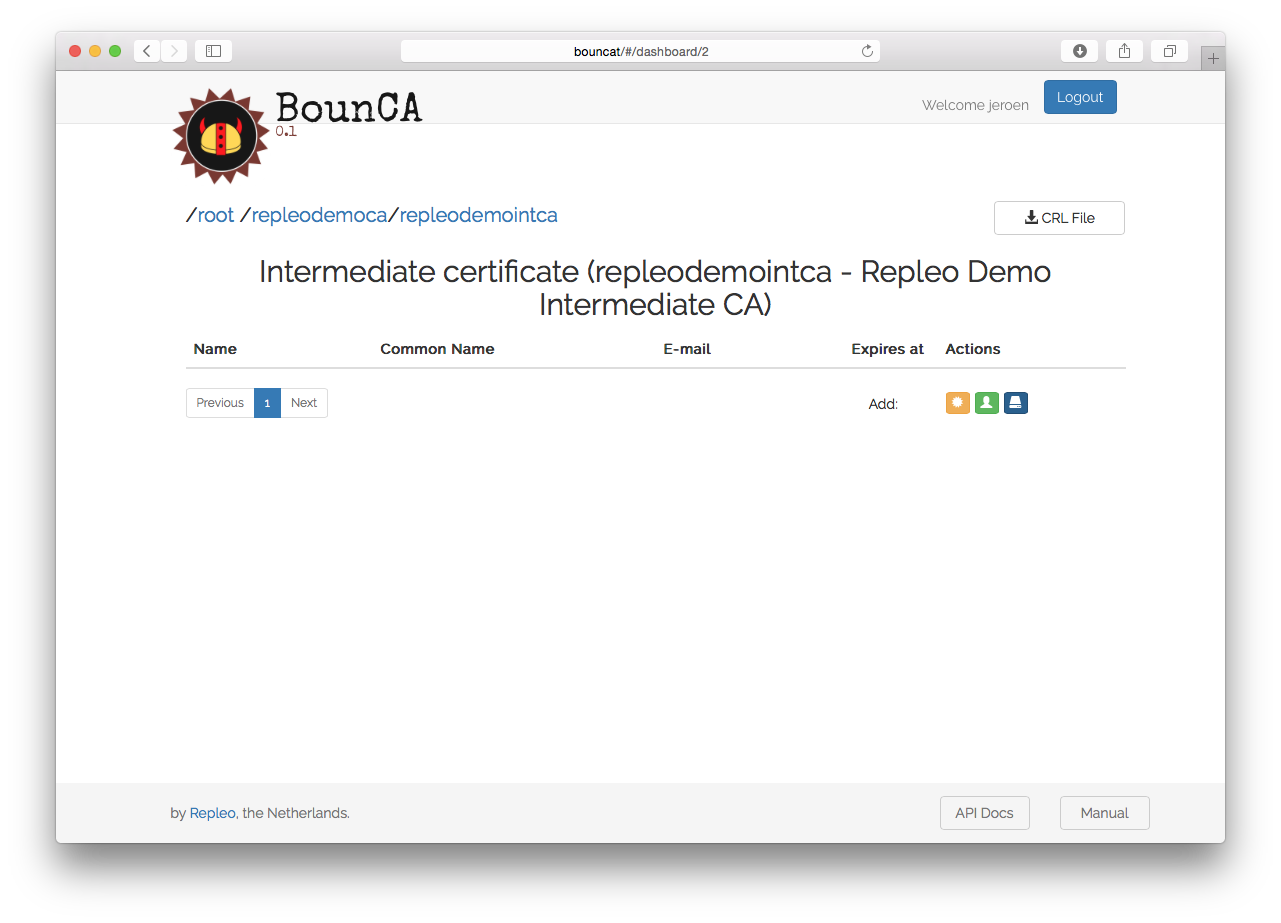 bouncat/#/dashboard/2
BounCA
0.1
Welcome jeroen
Logout
/root /repleodemoca/repleodemointca
CRL File
Intermediate certificate (repleodemointca - Repleo Demo
Intermediate CA)
Name Common Name E-mail Expires at Actions
Previous 1 Next Add:
by Repleo, the Netherlands.
API Docs
Manual